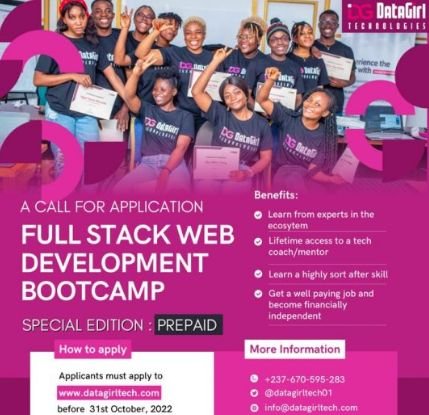 DataGirl
TECHNOLOGIES
A CALL FOR APPLICATION
FULL STACK WEB
DEVELOPMENT
BOOTCAMP
SPECIAL EDITION : PREPAID
Benefits:
Learn from experts in the
ecosytem
Lifetime access to a tech
coach/mentor
Learn a highly sort after skill
Get a well paying job and
become financially
independent
How to apply
Applicants must apply to
www.datagirltech.com
before 31st October, 2022
More Information
+237-670-595-283
@datagirltech01
info@datagirltech.com